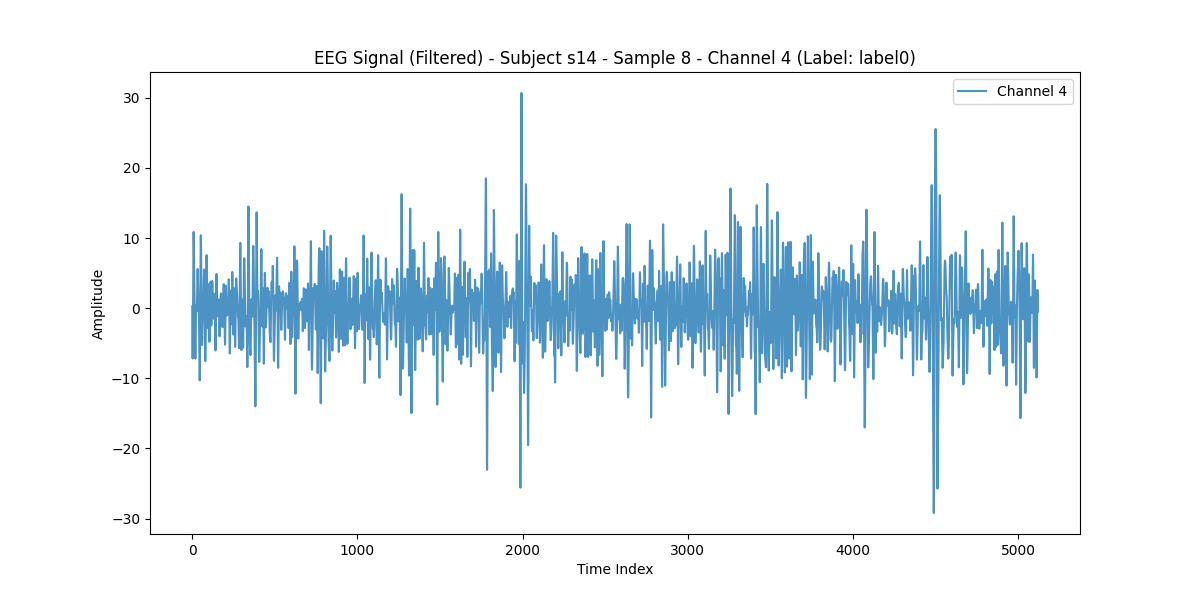 EEG Signal (Filtered) - Subject s14 - Sample 8 - Channel 4 (Label: label0)
Channel 4
30
20
10
0
−10
−20
−30
Amplitude
0 1000 2000 3000 4000 5000
Time Index